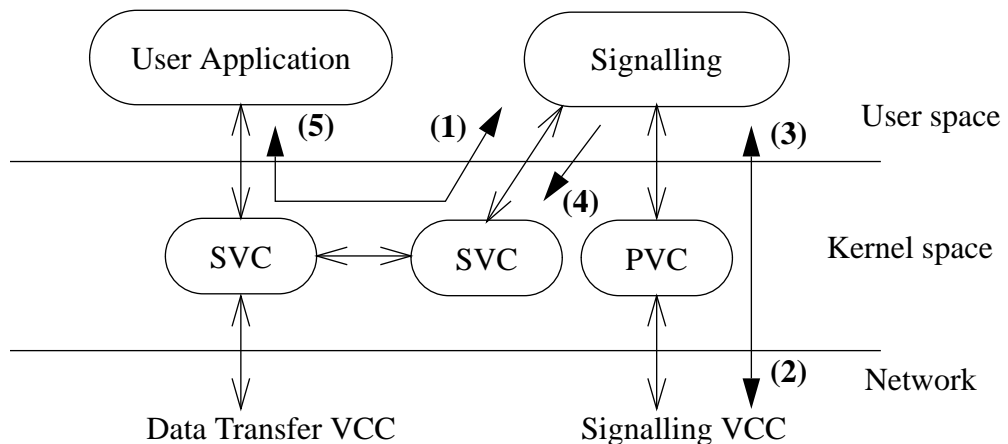 User Application
Signalling
(5)
(1)
(3)
User space
(4)
SVC
SVC
PVC
Kernel space
(2)
Network
Data Transfer VCC
Signalling VCC